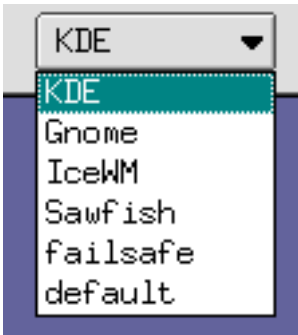 KDE
KDE
Gnome
IceWM
Sawfish
failsafe
default